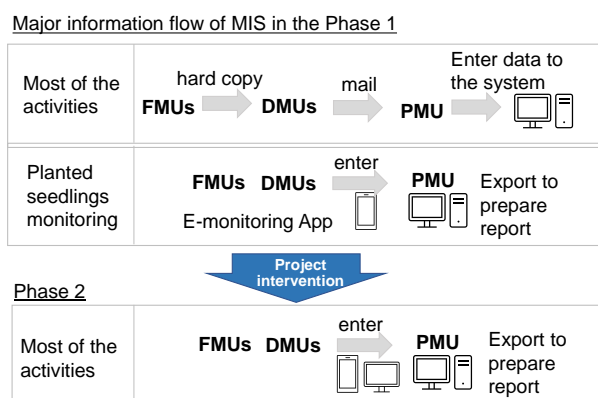 Major information flow of MIS in the Phase 1
Most of the
activities
hard copy
FMUs
DMUs
mail
PMU
Enter data to
the system
Planted
seedlings
monitoring
FMUs DMUs
E-monitoring App
enter
PMU
Export to
prepare
report
Project
intervention
Phase 2
Most of the
activities
FMUs DMUs
enter
PMU
Export to
prepare
report